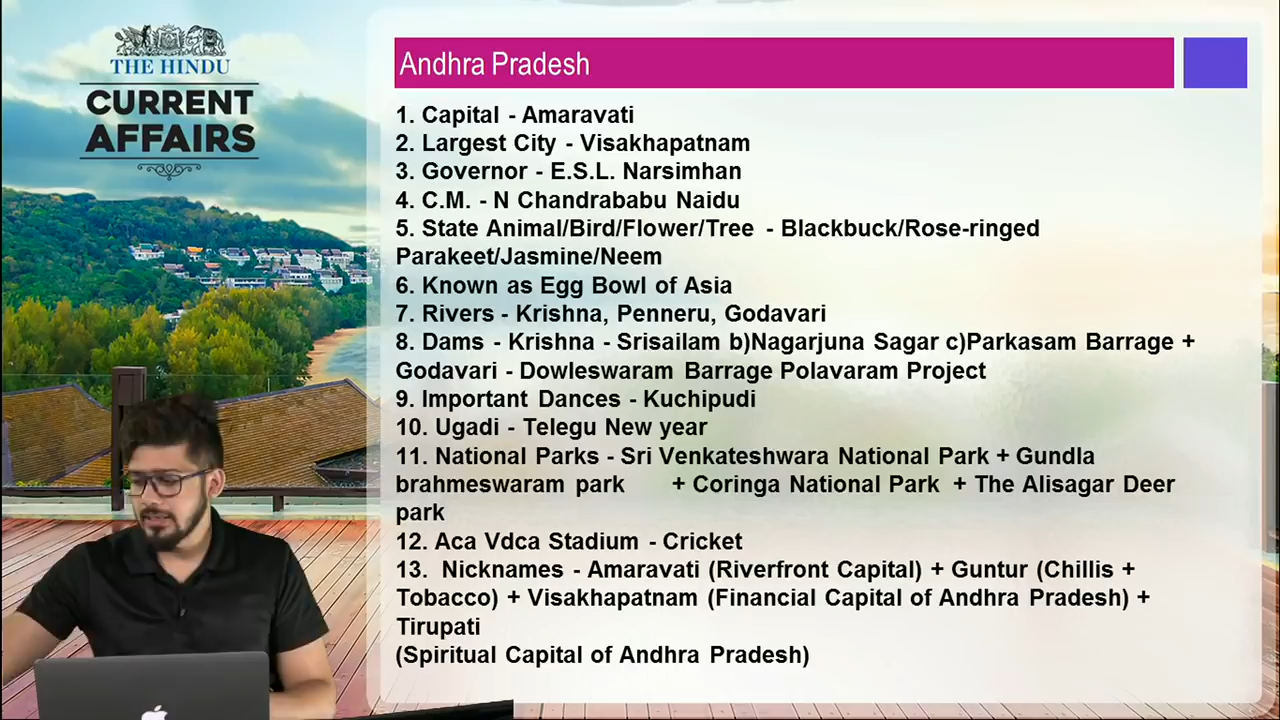 THE HINDU
CURRENT
AFFAIRS
Andhra Pradesh
1. Capital - Amaravati
2. Largest City - Visakhapatnam
3. Governor - E.S.L. Narsimhan
4. C.M. - N Chandrababu Naidu
5. State Animal/Bird/Flower/Tree - Blackbuck/Rose-ringed
Parakeet/Jasmine/Neem
6. Known as Egg Bowl of Asia
7. Rivers - Krishna, Penneru, Godavari
8. Dams - Krishna - Srisailam b)Nagarjuna Sagar c)Parkasam Barrage +
Godavari - Dowleswaram Barrage Polavaram Project
9. Important Dances - Kuchipudi
10. Ugadi - Telegu New year
11. National Parks - Sri Venkateshwara National Park + Gundla
brahmeswaram park + Coringa National Park + The Alisagar Deer
park
12. Aca Vdca Stadium - Cricket
13. Nicknames - Amaravati (Riverfront Capital) + Guntur (Chillis +
Tobacco) + Visakhapatnam (Financial Capital of Andhra Pradesh) +
Tirupati
(Spiritual Capital of Andhra Pradesh)